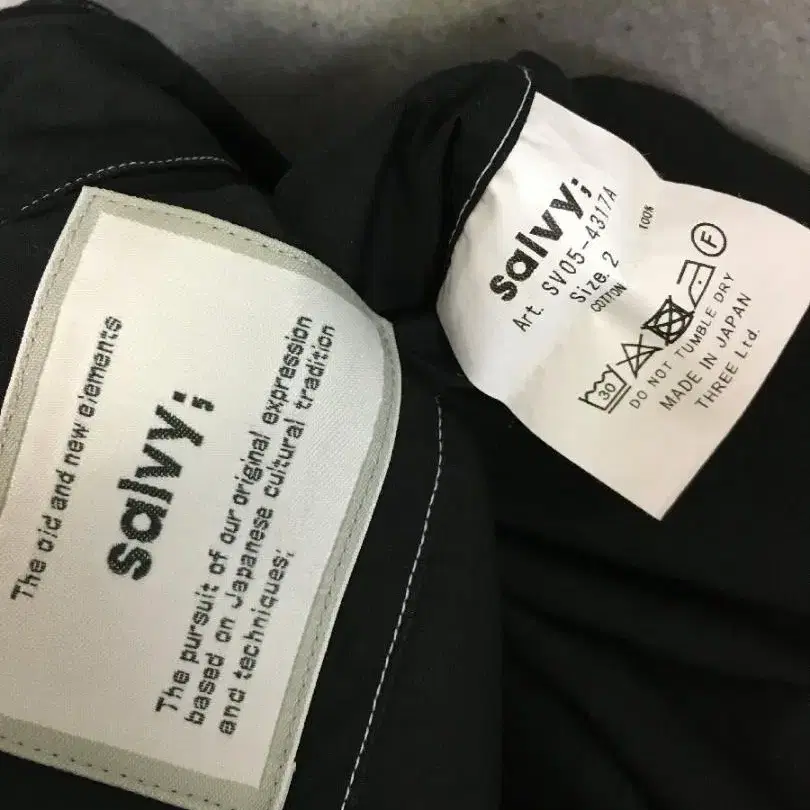 The old and new elements
salvy;
The pursuit of our original expression
based on Japanese cultural tradition
and techniques;
salvy;
Art. SV05-4317A
Size. 2
COTTON 100%
30
F
DO NOT TUMBLE DRY
MADE IN JAPAN
THREE Ltd.